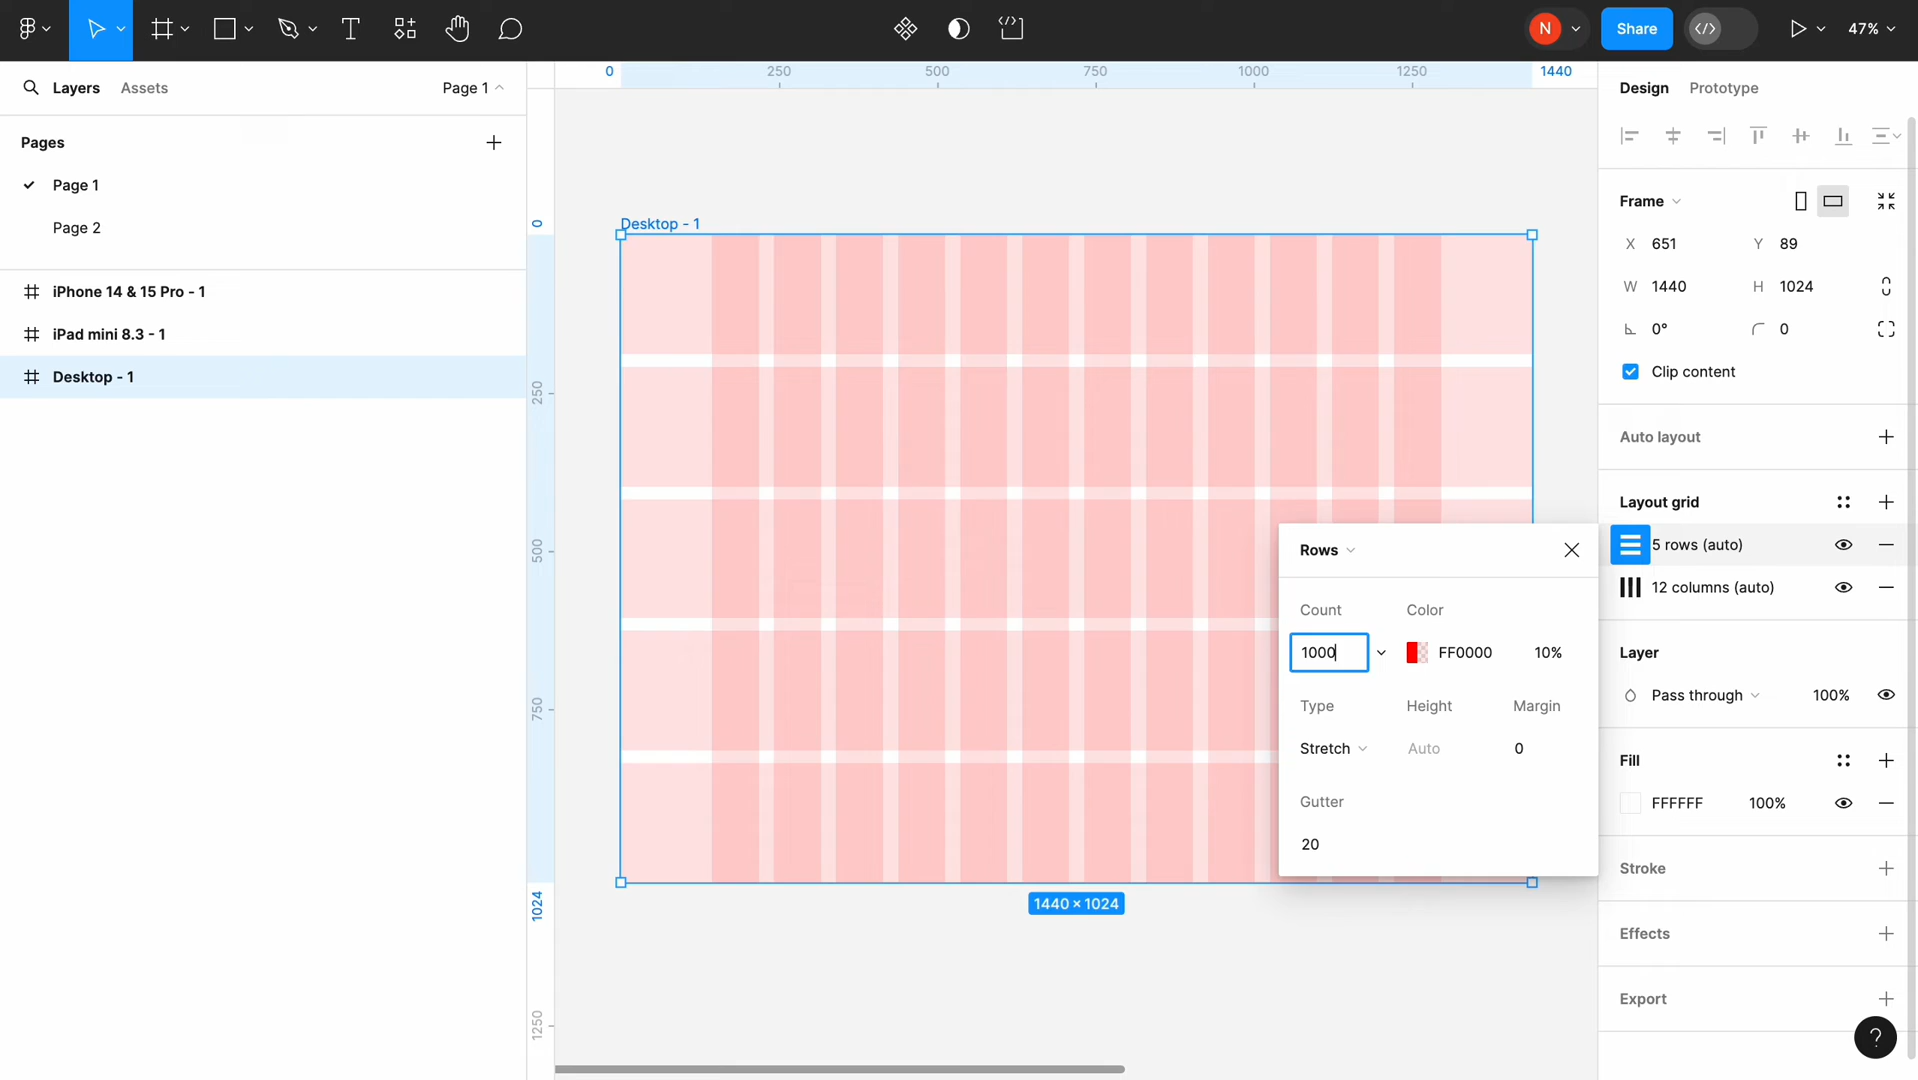 N
Share
47%
Layers
Assets
Page 1
Pages
Page 1
Page 2
iPhone 14 & 15 Pro - 1
iPad mini 8.3 - 1
Desktop - 1
0
250
500
750
1000
1250
1440
0
250
500
750
1024
1250
Desktop - 1
1440 × 1024
Rows
Count
Color
1000
FF0000
10%
Type
Height
Margin
Stretch
Auto
0
Gutter
20
Design
Prototype
Frame
X 651
Y 89
W 1440
H 1024
0°
0
Clip content
Auto layout
Layout grid
5 rows (auto)
12 columns (auto)
Layer
Pass through
100%
Fill
FFFFFF
100%
Stroke
Effects
Export
?